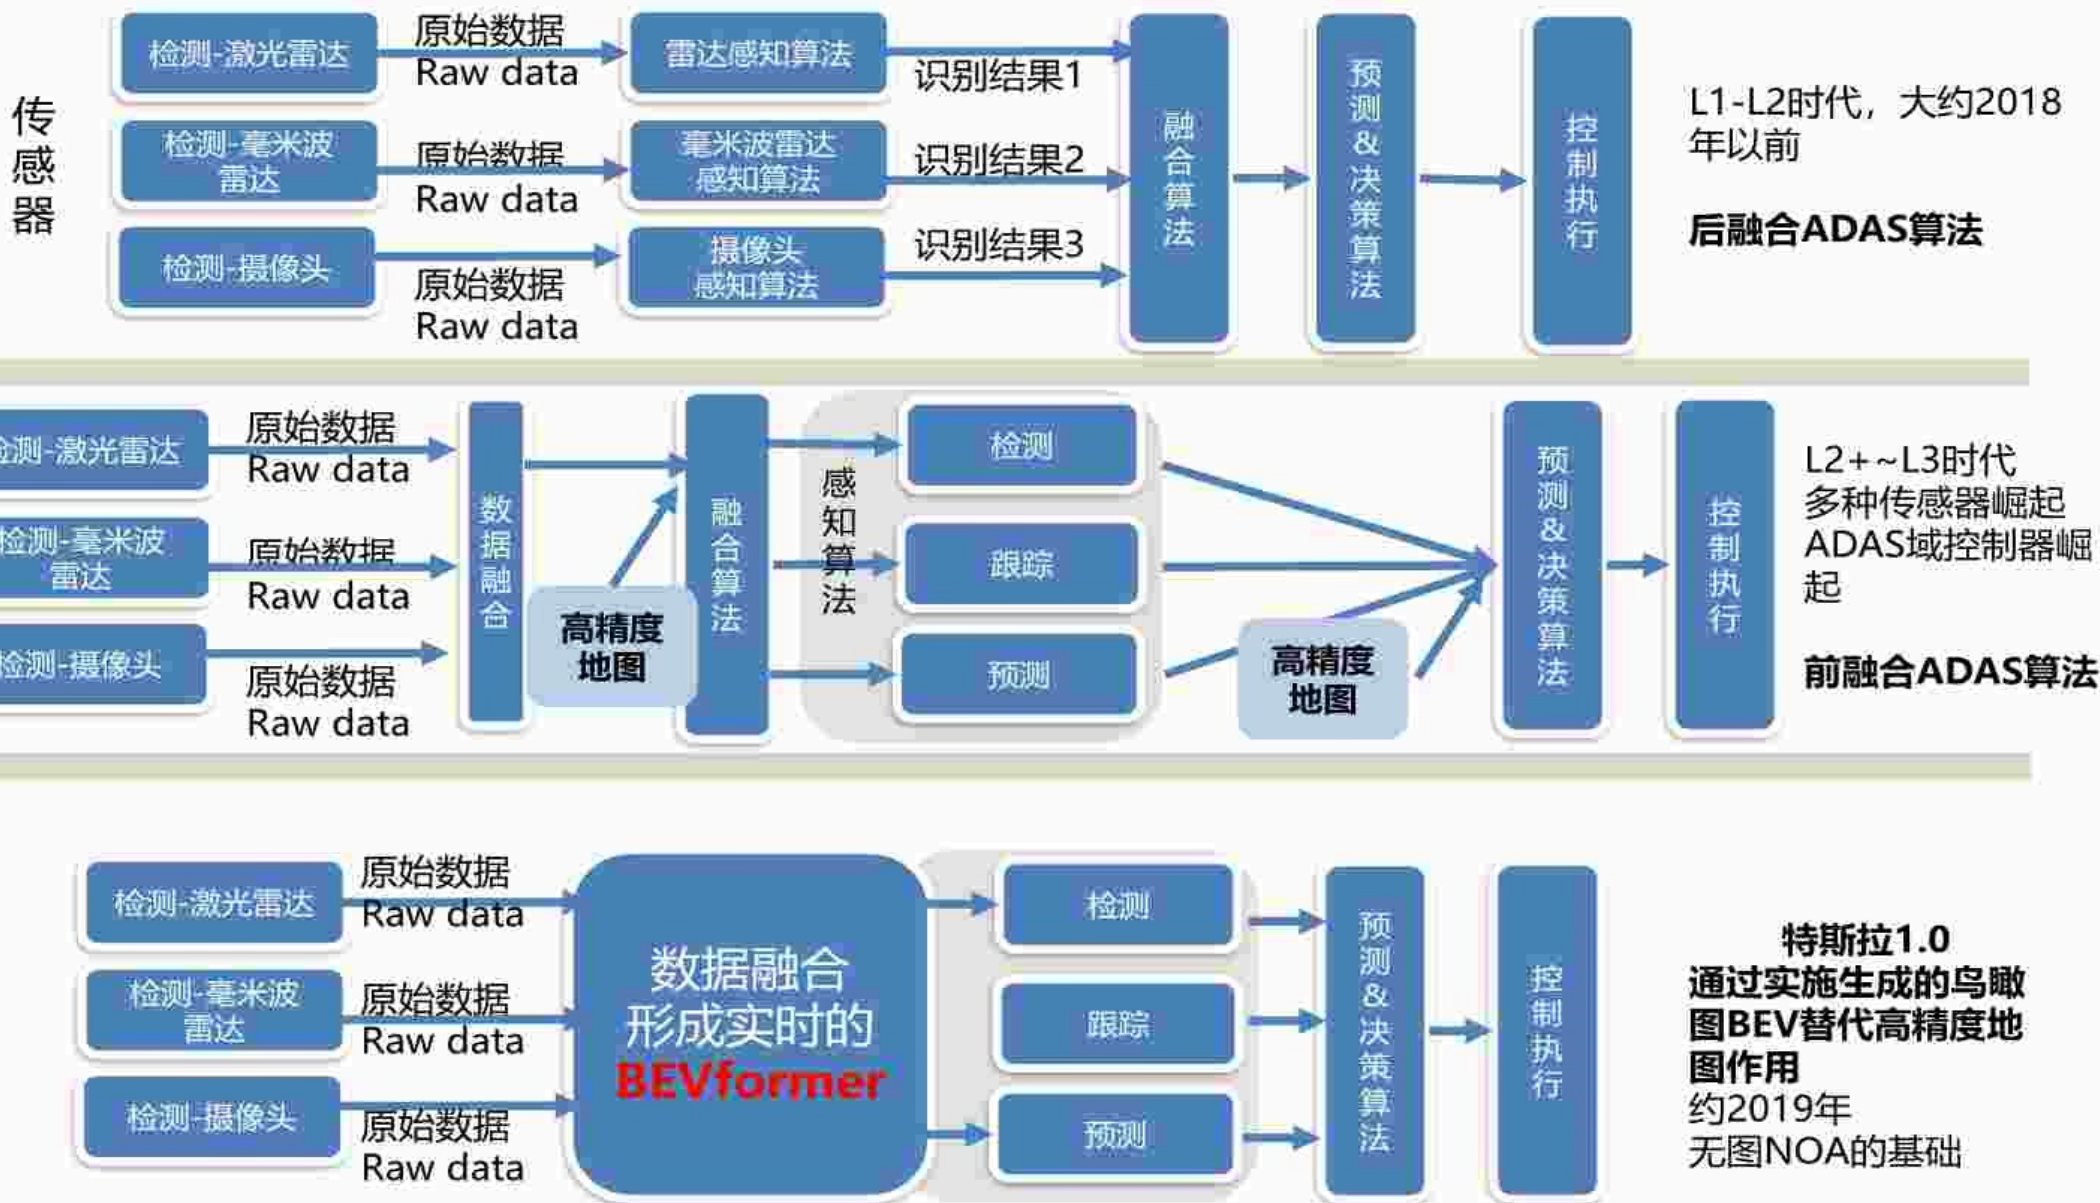 传
感
器
检测-激光雷达
原始数据
Raw data
雷达感知算法
识别结果1
检测-毫米波
雷达
原始数据
Raw data
毫米波雷达
感知算法
识别结果2
检测-摄像头
原始数据
Raw data
摄像头
感知算法
识别结果3
融合算法
预测&决策算法
控制执行
L1-L2时代，大约2018
年以前
后融合ADAS算法
检测-激光雷达
原始数据
Raw data
检测-毫米波
雷达
原始数据
Raw data
检测-摄像头
原始数据
Raw data
数据融合
高精度
地图
融合算法
感知算法
检测
跟踪
预测
高精度
地图
预测&决策算法
控制执行
L2+~L3时代
多种传感器崛起
ADAS域控制器崛
起
前融合ADAS算法
检测-激光雷达
原始数据
Raw data
检测-毫米波
雷达
原始数据
Raw data
检测-摄像头
原始数据
Raw data
数据融合
形成实时的
BEVformer
检测
跟踪
预测
预测&决策算法
控制执行
特斯拉1.0
通过实施生成的鸟瞰
图BEV替代高精度地
图作用
约2019年
无图NOA的基础